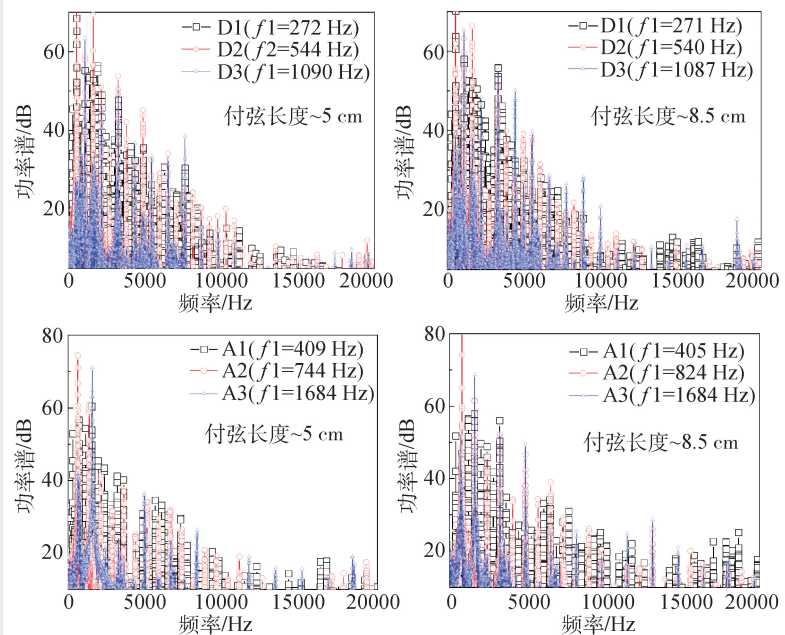 60
40
20
0
5000
10000
15000
20000
功率谱/dB
频率/Hz
D1(f1=272 Hz)
D2(f2=544 Hz)
D3(f1=1090 Hz)
付弦长度~5 cm
60
40
20
0
5000
10000
15000
20000
功率谱/dB
频率/Hz
D1(f1=271 Hz)
D2(f1=540 Hz)
D3(f1=1087 Hz)
付弦长度~8.5 cm
80
60
40
20
0
5000
10000
15000
20000
功率谱/dB
频率/Hz
A1(f1=409 Hz)
A2(f1=744 Hz)
A3(f1=1684 Hz)
付弦长度~5 cm
80
60
40
20
0
5000
10000
15000
20000
功率谱/dB
频率/Hz
A1(f1=405 Hz)
A2(f1=824 Hz)
A3(f1=1684 Hz)
付弦长度~8.5 cm